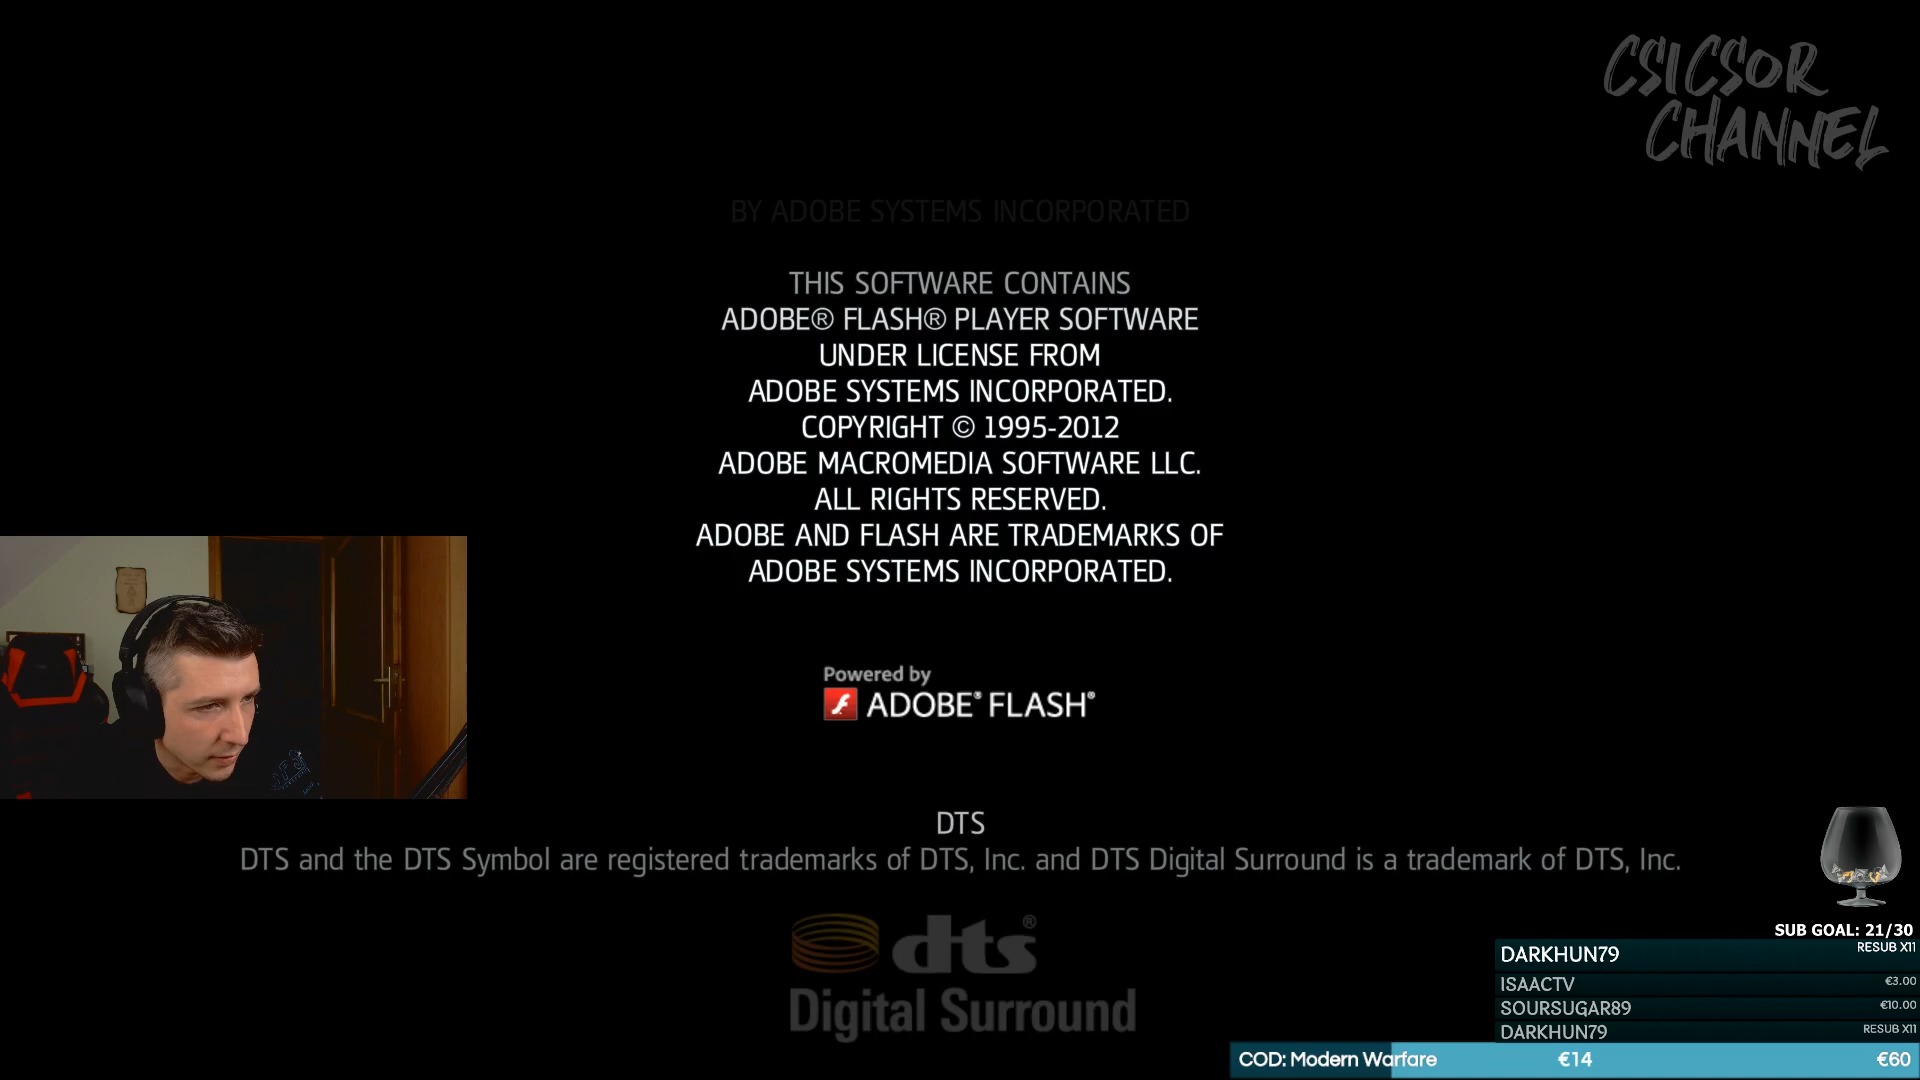 CSICSOR
CHANNEL
BY ADOBE SYSTEMS INCORPORATED
THIS SOFTWARE CONTAINS
ADOBE® FLASH® PLAYER SOFTWARE
UNDER LICENSE FROM
ADOBE SYSTEMS INCORPORATED.
COPYRIGHT © 1995-2012
ADOBE MACROMEDIA SOFTWARE LLC.
ALL RIGHTS RESERVED.
ADOBE AND FLASH ARE TRADEMARKS OF
ADOBE SYSTEMS INCORPORATED.
Powered by
ADOBE® FLASH®
DTS
DTS and the DTS Symbol are registered trademarks of DTS, Inc. and DTS Digital Surround is a trademark of DTS, Inc.
dts®
Digital Surround
SUB GOAL: 21/30
DARKHUN79 RESUB X11
ISAACTV €3.00
SOURSUGAR89 €10.00
DARKHUN79 RESUB X11
COD: Modern Warfare €14 €60